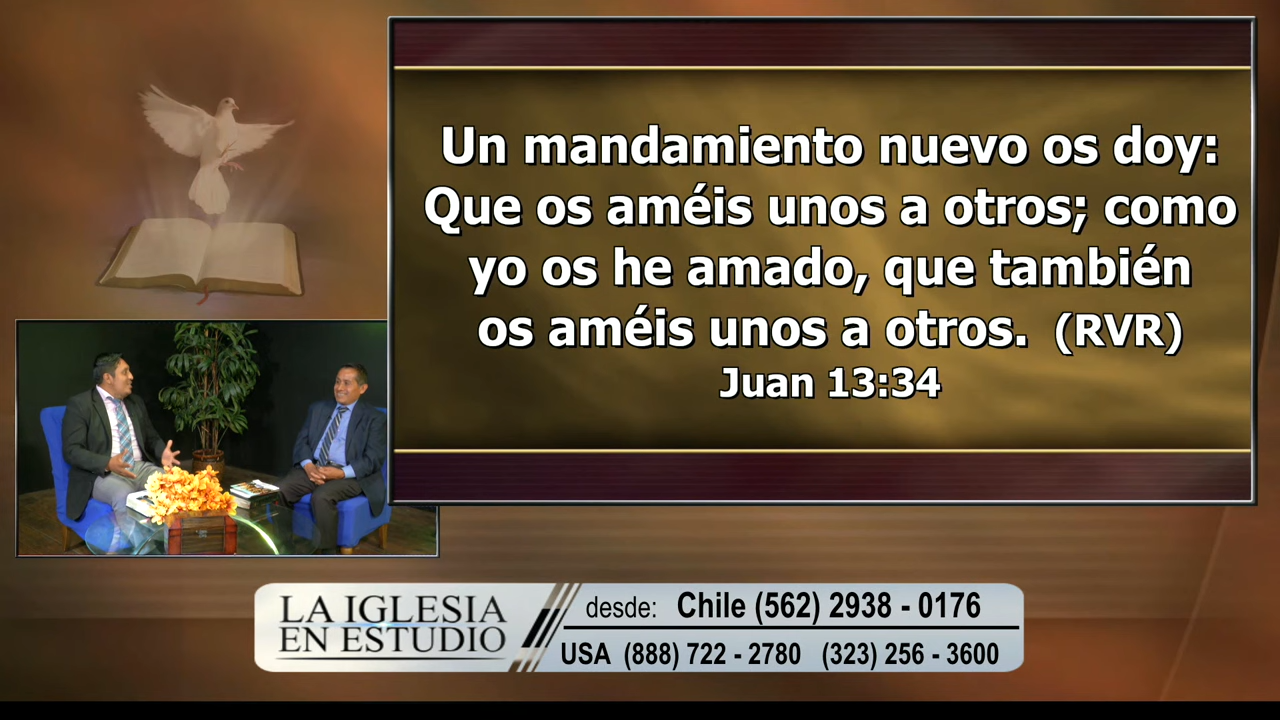 Un mandamiento nuevo os doy:
Que os améis unos a otros; como
yo os he amado, que también
os améis unos a otros. (RVR)
Juan 13:34
LA IGLESIA
EN ESTUDIO
desde: Chile (562) 2938 - 0176
USA (888) 722 - 2780 (323) 256 - 3600